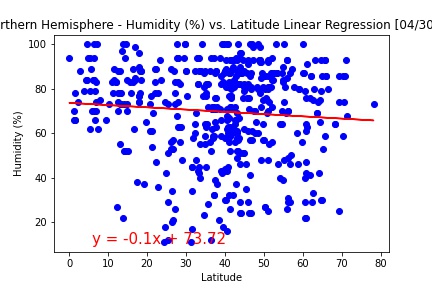 rthern Hemisphere - Humidity (%) vs. Latitude Linear Regression [04/30
100
80
60
40
20
Humidity (%)
y = -0.1x + 73.72
0 10 20 30 40 50 60 70 80
Latitude